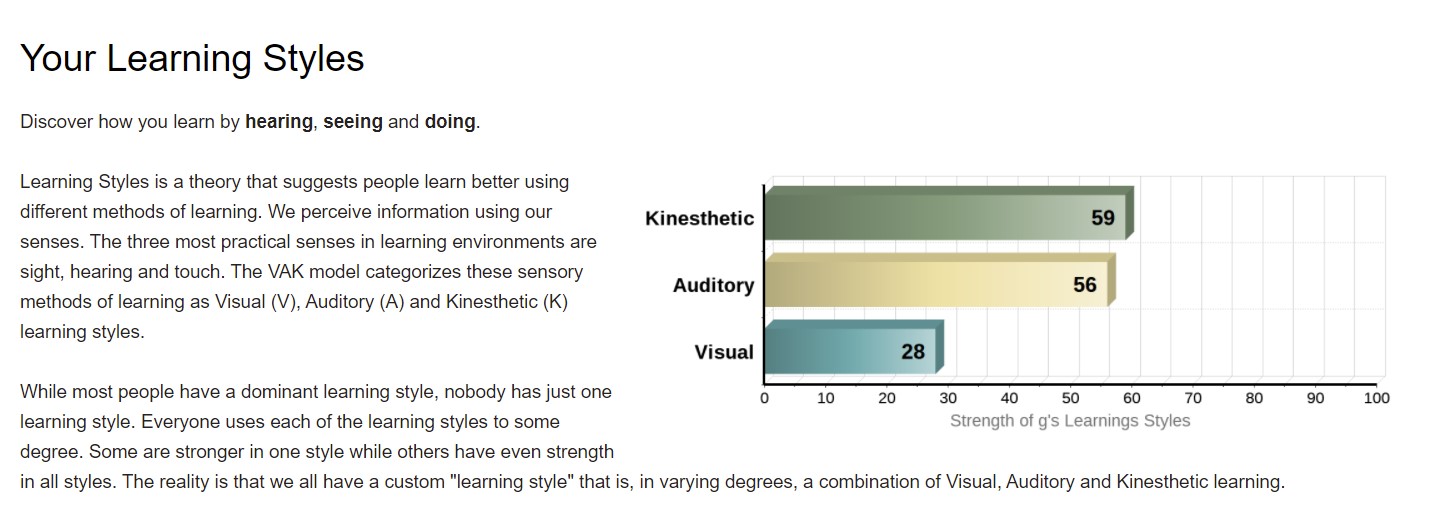 Your Learning Styles
Discover how you learn by hearing, seeing and doing.
Learning Styles is a theory that suggests people learn better using
different methods of learning. We perceive information using our
senses. The three most practical senses in learning environments are
sight, hearing and touch. The VAK model categorizes these sensory
methods of learning as Visual (V), Auditory (A) and Kinesthetic (K)
learning styles.
While most people have a dominant learning style, nobody has just one
learning style. Everyone uses each of the learning styles to some
degree. Some are stronger in one style while others have even strength
in all styles. The reality is that we all have a custom "learning style" that is, in varying degrees, a combination of Visual, Auditory and Kinesthetic learning.
Kinesthetic 59
Auditory 56
Visual 28
0 10 20 30 40 50 60 70 80 90 100
Strength of g's Learnings Styles